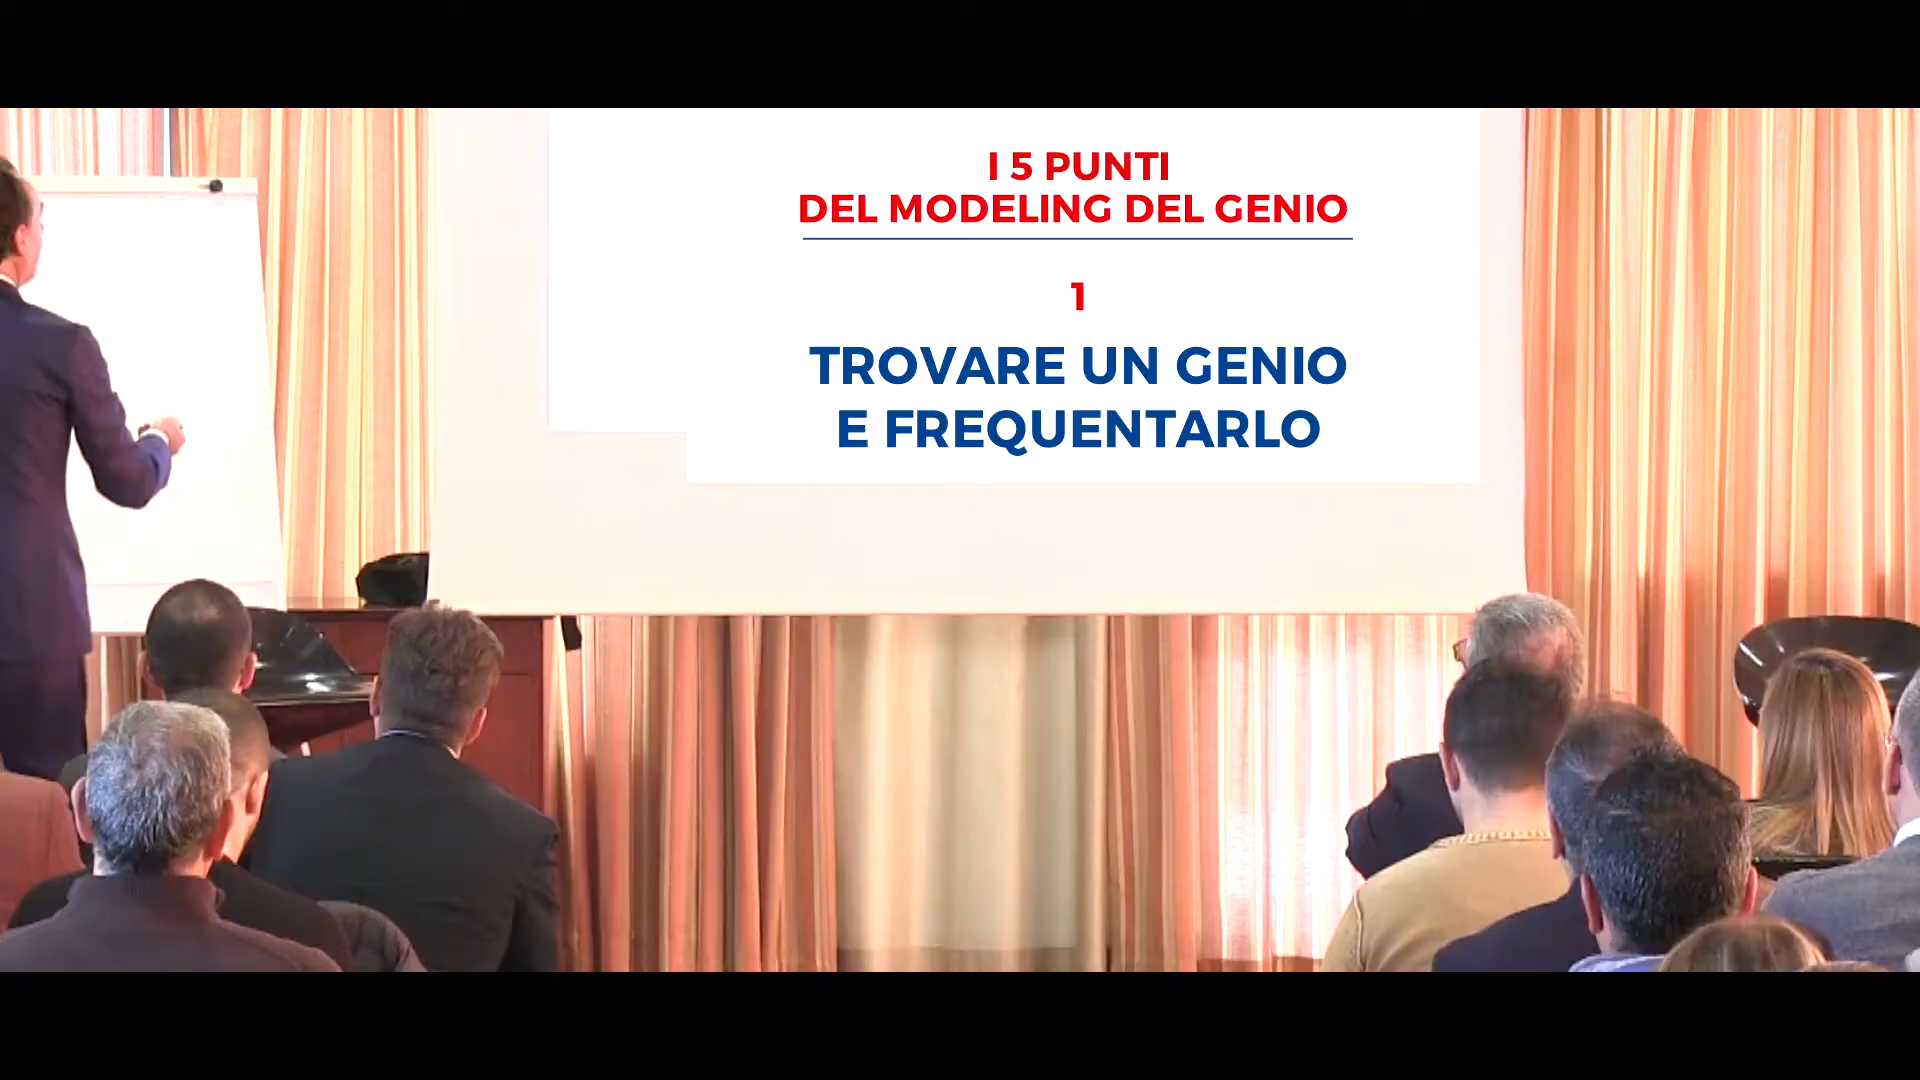 I 5 PUNTI
DEL MODELING DEL GENIO
1
TROVARE UN GENIO
E FREQUENTARLO